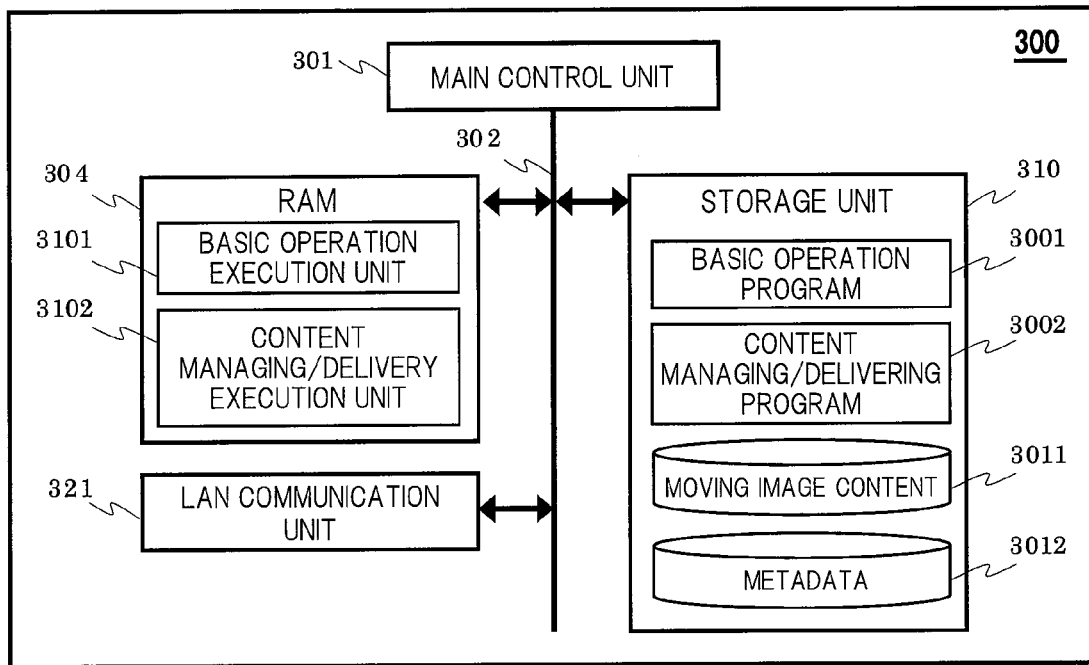 300
301
MAIN CONTROL UNIT
302
304
RAM
3101
BASIC OPERATION
EXECUTION UNIT
3102
CONTENT
MANAGING/DELIVERY
EXECUTION UNIT
321
LAN COMMUNICATION
UNIT
310
STORAGE UNIT
3001
BASIC OPERATION
PROGRAM
3002
CONTENT
MANAGING/DELIVERING
PROGRAM
3011
MOVING IMAGE CONTENT
3012
METADATA